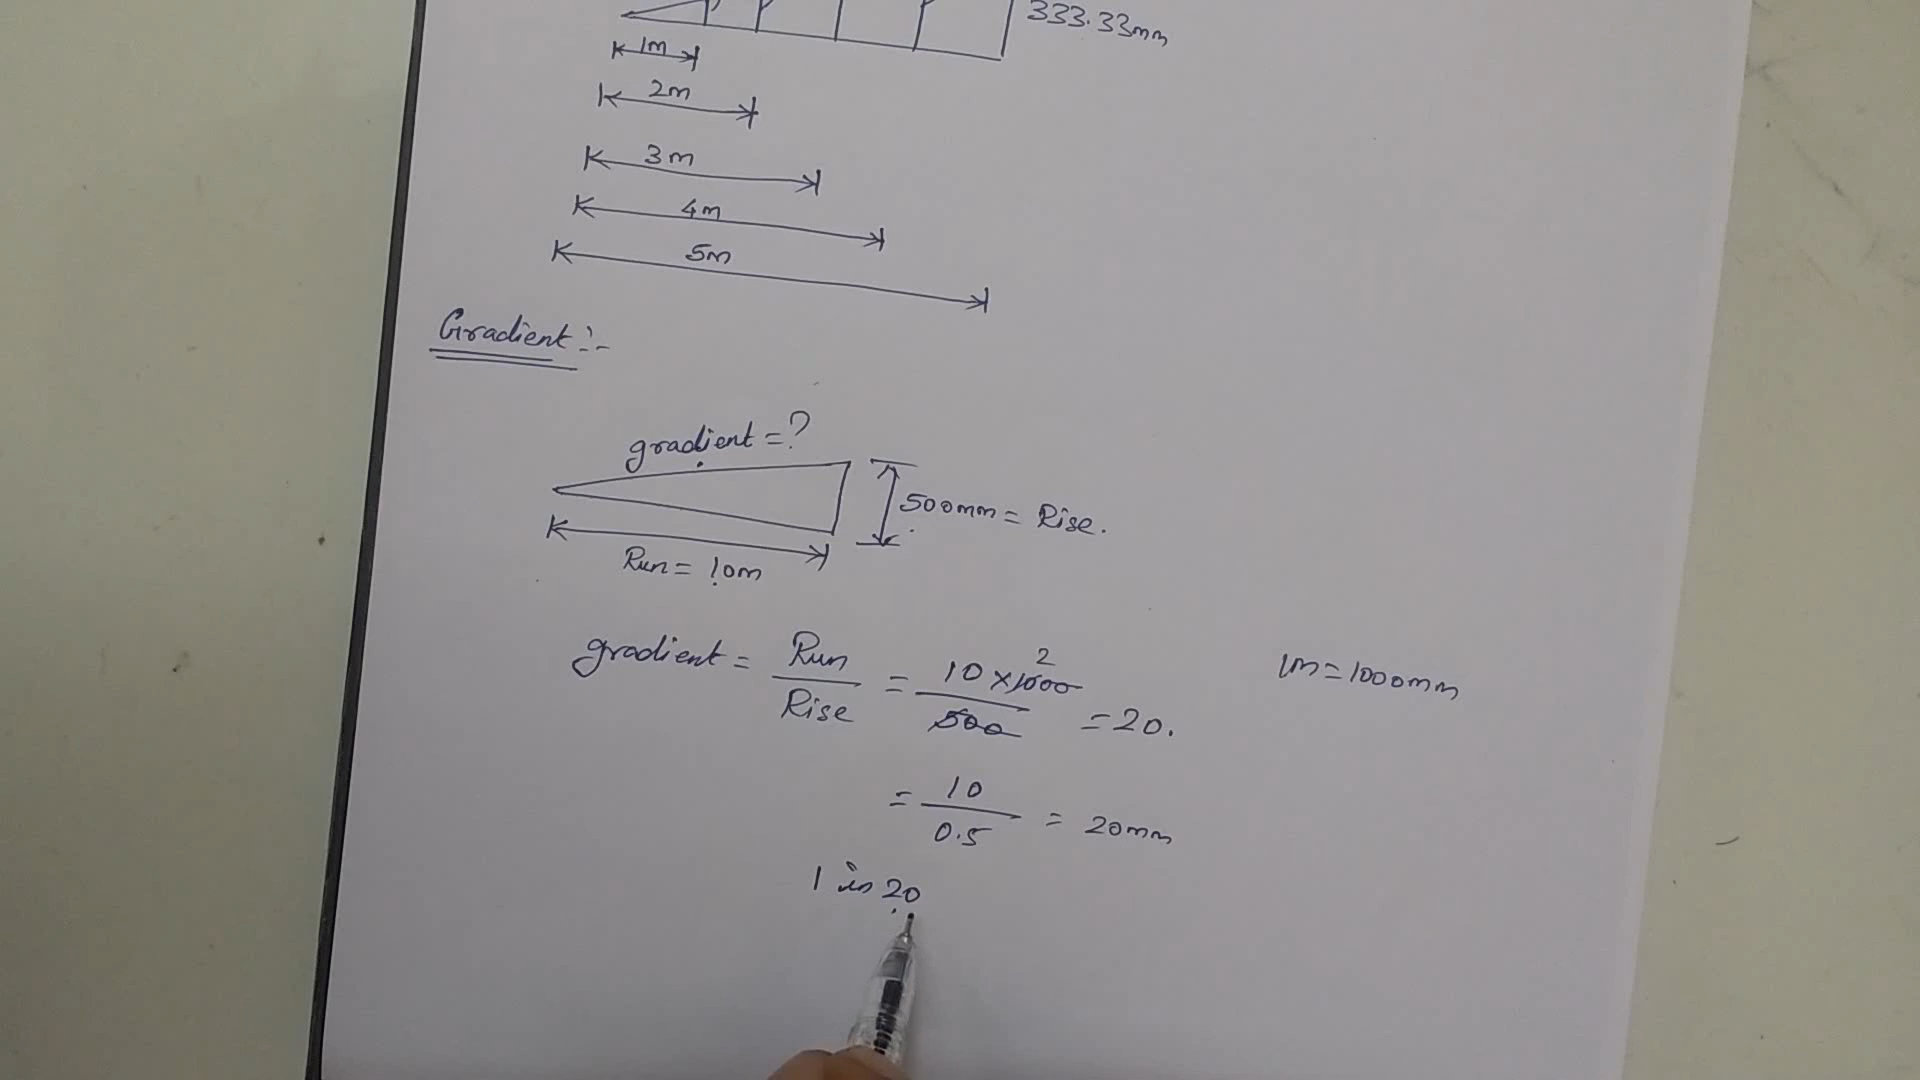 333.33mm
1m
2m
3m
4m
5m
Gradient :-
gradient = ?
500mm = Rise.
Run = 10m
gradient = Run / Rise = 10 × 1000 / 500 = 20.
2
1m = 1000mm
= 10 / 0.5 = 20mm
1 in 20